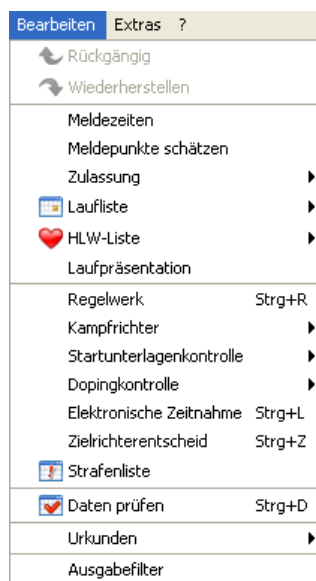 Bearbeiten Extras ?
Rückgängig
Wiederherstellen
Meldezeiten
Meldepunkte schätzen
Zulassung
Laufliste
HLW-Liste
Laufpräsentation
Regelwerk Strg+R
Kampfrichter
Startunterlagenkontrolle
Dopingkontrolle
Elektronische Zeitnahme Strg+L
Zielrichterentscheid Strg+Z
Strafenliste
Daten prüfen Strg+D
Urkunden
Ausgabefilter